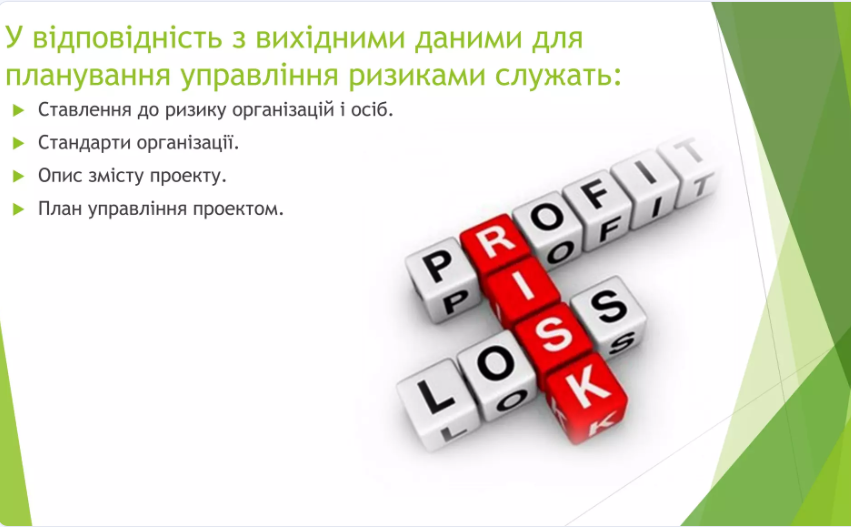 У відповідність з вихідними даними для
планування управління ризиками служать:
Ставлення до ризику організацій і осіб.
Стандарти організації.
Опис змісту проекту.
План управління проектом.
PROFIT
RISK
LOSS